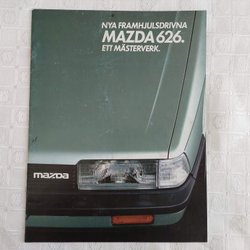 NYA FRAMHJULSDRIVNA
MAZDA 626.
ETT MÄSTERVERK.
mazda